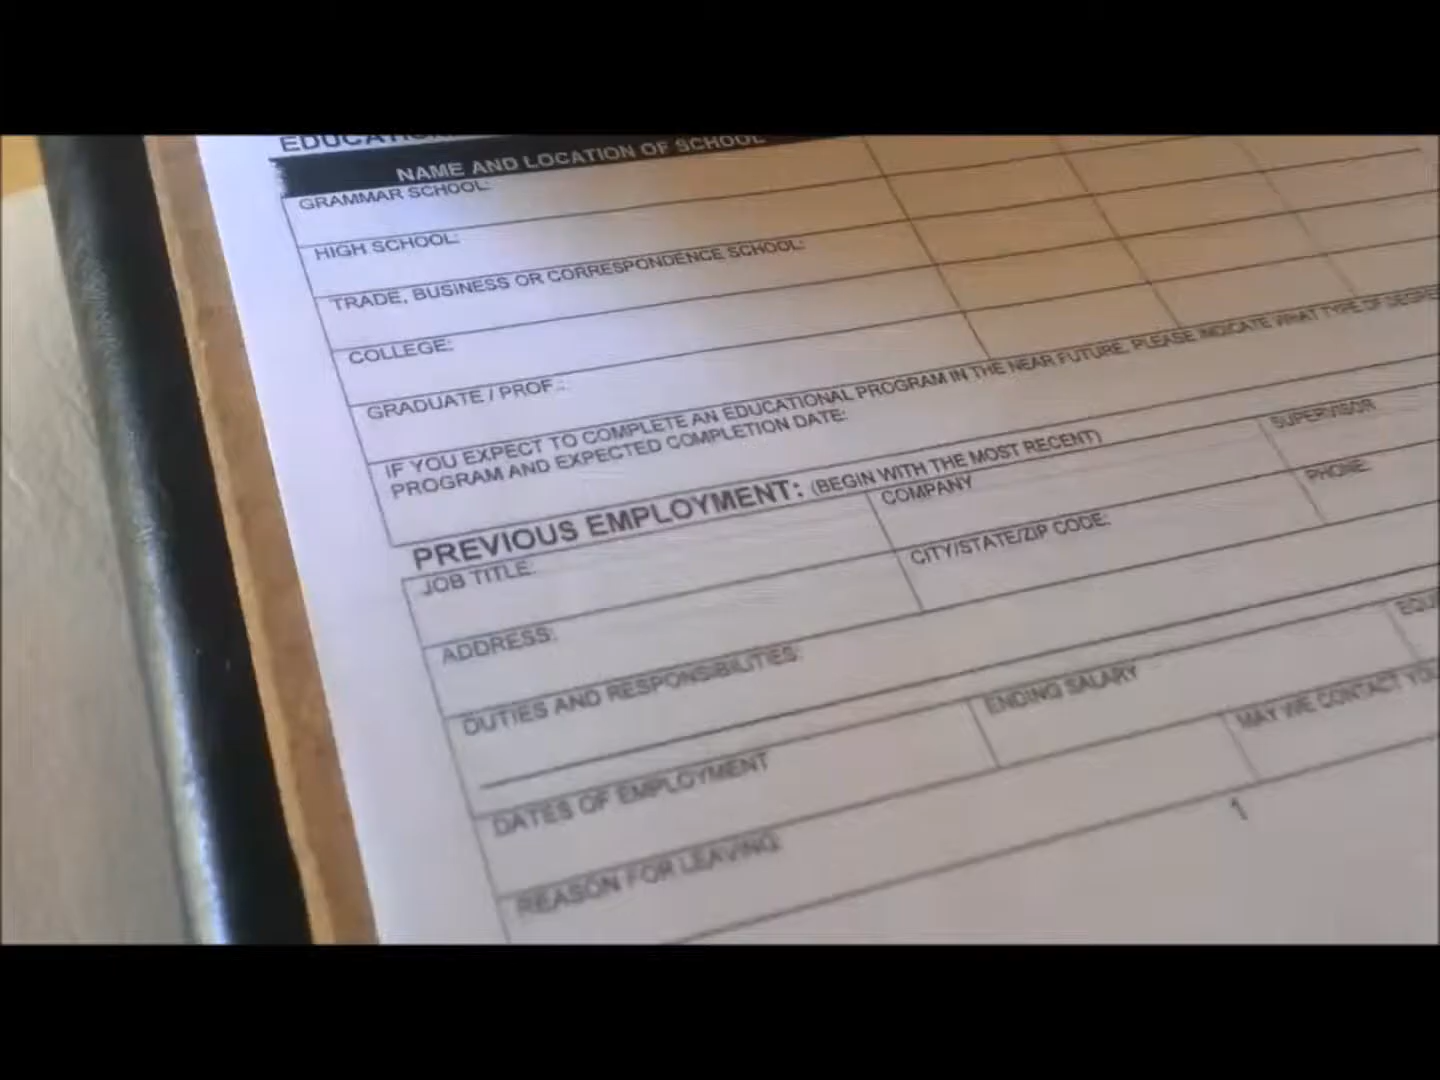 EDUCATION
NAME AND LOCATION OF SCHOOL
GRAMMAR SCHOOL:
HIGH SCHOOL:
TRADE, BUSINESS OR CORRESPONDENCE SCHOOL:
COLLEGE:
GRADUATE / PROF.:
IF YOU EXPECT TO COMPLETE AN EDUCATIONAL PROGRAM IN THE NEAR FUTURE, PLEASE INDICATE WHAT TYPE OF DEGREE
PROGRAM AND EXPECTED COMPLETION DATE:
PREVIOUS EMPLOYMENT: (BEGIN WITH THE MOST RECENT)
JOB TITLE: COMPANY SUPERVISOR
ADDRESS: CITY/STATE/ZIP CODE: PHONE
DUTIES AND RESPONSIBILITIES:
DATES OF EMPLOYMENT ENDING SALARY
REASON FOR LEAVING: MAY WE CONTACT
1